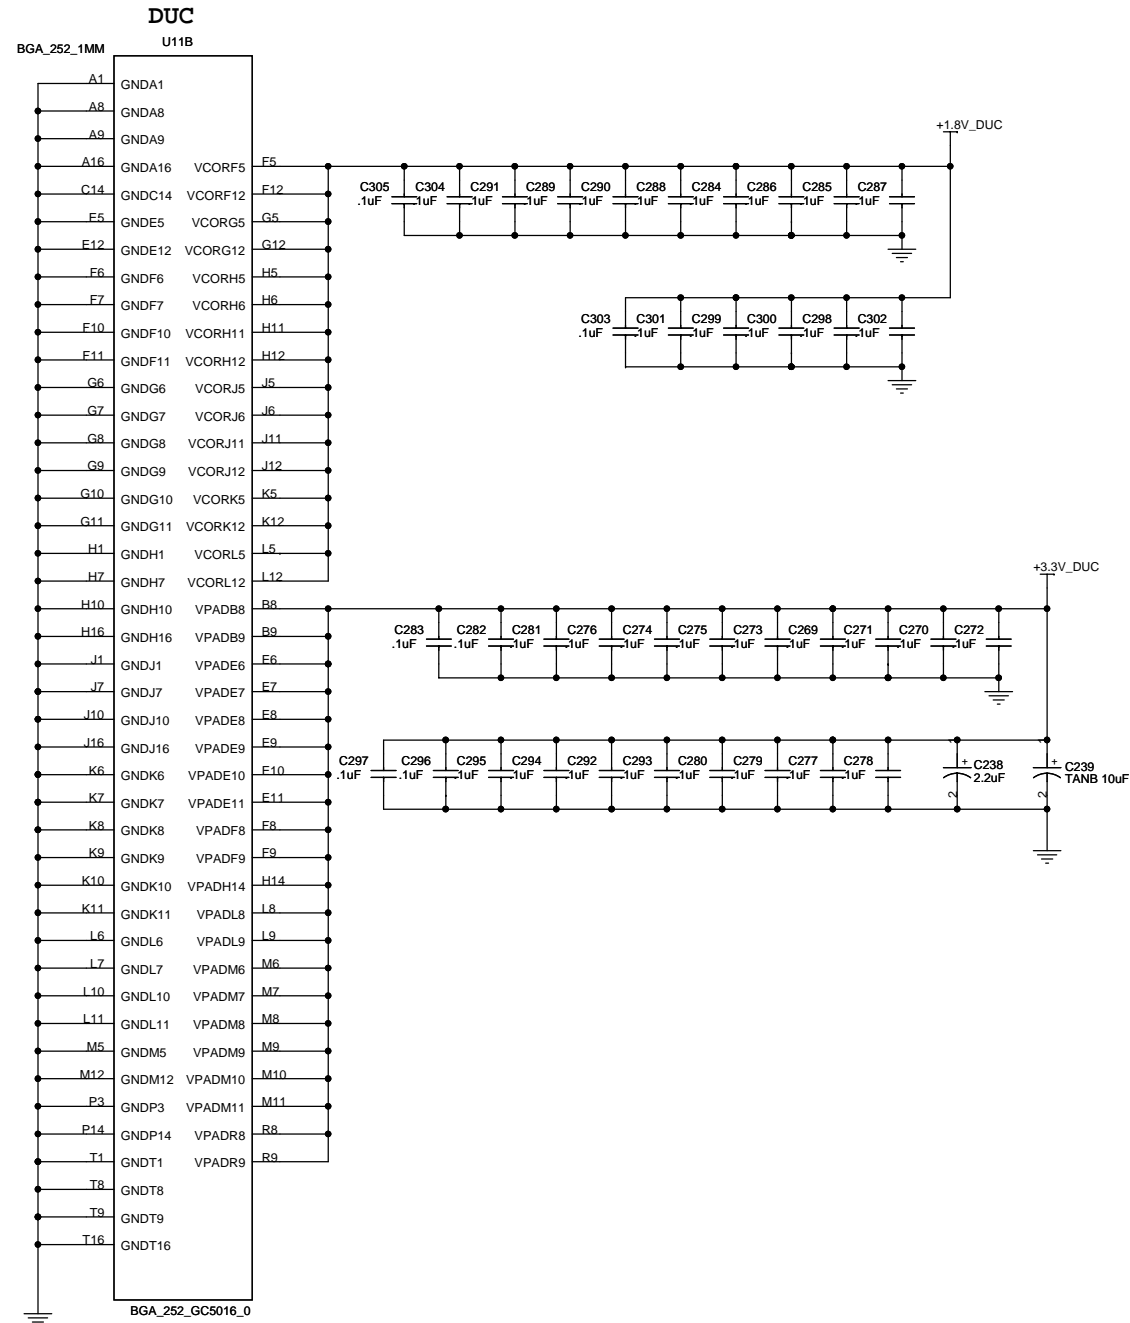 DUC
U11B
BGA_252_1MM
A1 GNDA1
A8 GNDA8
A9 GNDA9
+1.8V_DUC
A16 GNDA16 VCORF5 F5
C14 GNDC14 VCORF12 F12
C305 C304 C291 C289 C290 C288 C284 C286 C285 C287
.1uF .1uF .1uF .1uF .1uF .1uF .1uF .1uF .1uF .1uF
E5 GNDE5 VCORG5 G5
E12 GNDE12 VCORG12 G12
F6 GNDF6 VCORH5 H5
F7 GNDF7 VCORH6 H6
C303 C301 C299 C300 C298 C302
.1uF .1uF .1uF .1uF .1uF .1uF
F10 GNDF10 VCORH11 H11
F11 GNDF11 VCORH12 H12
G6 GNDG6 VCORJ5 J5
G7 GNDG7 VCORJ6 J6
G8 GNDG8 VCORJ11 J11
G9 GNDG9 VCORJ12 J12
G10 GNDG10 VCORK5 K5
G11 GNDG11 VCORK12 K12
H1 GNDH1 VCORL5 L5
+3.3V_DUC
H7 GNDH7 VCORL12 L12
H10 GNDH10 VPADB8 B8
H16 GNDH16 VPADB9 B9
C283 C282 C281 C276 C274 C275 C273 C269 C271 C270 C272
.1uF .1uF .1uF .1uF .1uF .1uF .1uF .1uF .1uF .1uF .1uF
J1 GNDJ1 VPADE6 E6
J7 GNDJ7 VPADE7 E7
J10 GNDJ10 VPADE8 E8
J16 GNDJ16 VPADE9 E9
1 1
C297 C296 C295 C294 C292 C293 C280 C279 C277 C278 + C238 + C239
.1uF .1uF .1uF .1uF .1uF .1uF .1uF .1uF .1uF .1uF 2.2uF TANB 10uF
2 2
K6 GNDK6 VPADE10 E10
K7 GNDK7 VPADE11 E11
K8 GNDK8 VPADF8 F8
K9 GNDK9 VPADF9 F9
K10 GNDK10 VPADH14 H14
K11 GNDK11 VPADL8 L8
L6 GNDL6 VPADL9 L9
L7 GNDL7 VPADM6 M6
L10 GNDL10 VPADM7 M7
L11 GNDL11 VPADM8 M8
M5 GNDM5 VPADM9 M9
M12 GNDM12 VPADM10 M10
P3 GNDP3 VPADM11 M11
P14 GNDP14 VPADR8 R8
T1 GNDT1 VPADR9 R9
T8 GNDT8
T9 GNDT9
T16 GNDT16
BGA_252_GC5016_0